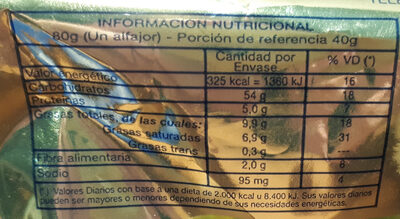 INFORMACIÓN NUTRICIONAL
80g (Un alfajor) - Porción de referencia 40g
Cantidad por Envase % VD (*)
Valor energético 325 kcal = 1360 kJ 16
Carbohidratos 54 g 18
Proteínas 5,0 g 7
Grasas totales, de las cuales: 9,9 g 18
Grasas saturadas 6,9 g 31
Grasas trans 0,3 g ---
Fibra alimentaria 2,0 g 8
Sodio 95 mg 4
(*) Valores Diarios con base a una dieta de 2.000 kcal u 8.400 kJ. Sus valores diarios
pueden ser mayores o menores dependiendo de sus necesidades energéticas.